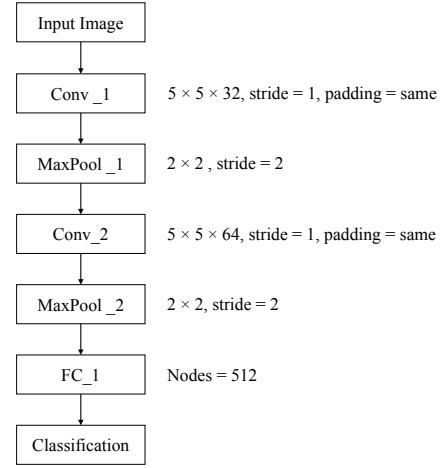 Input Image
Conv _1
5 × 5 × 32, stride = 1, padding = same
MaxPool _1
2 × 2 , stride = 2
Conv_2
5 × 5 × 64, stride = 1, padding = same
MaxPool _2
2 × 2, stride = 2
FC_1
Nodes = 512
Classification